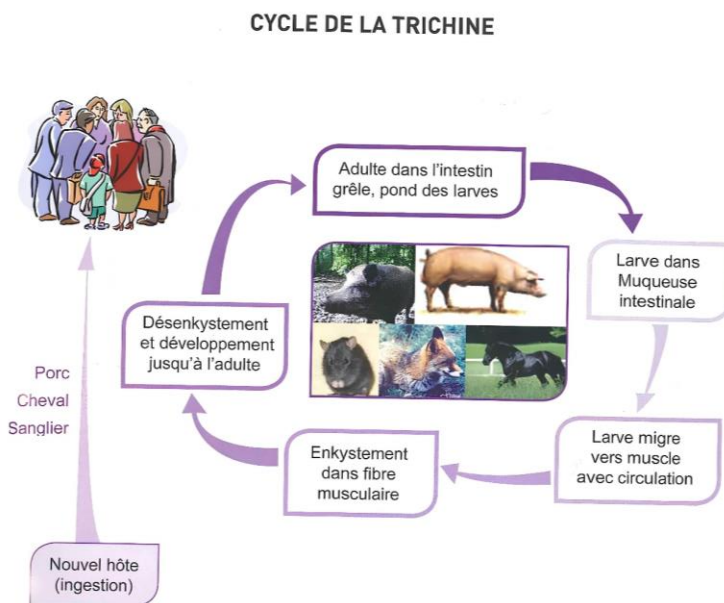 CYCLE DE LA TRICHINE
Adulte dans l'intestin
grêle, pond des larves
Larve dans
Muqueuse
intestinale
Larve migre
vers muscle
avec circulation
Enkystement
dans fibre
musculaire
Désenkystement
et développement
jusqu'à l'adulte
Porc
Cheval
Sanglier
Nouvel hôte
(ingestion)